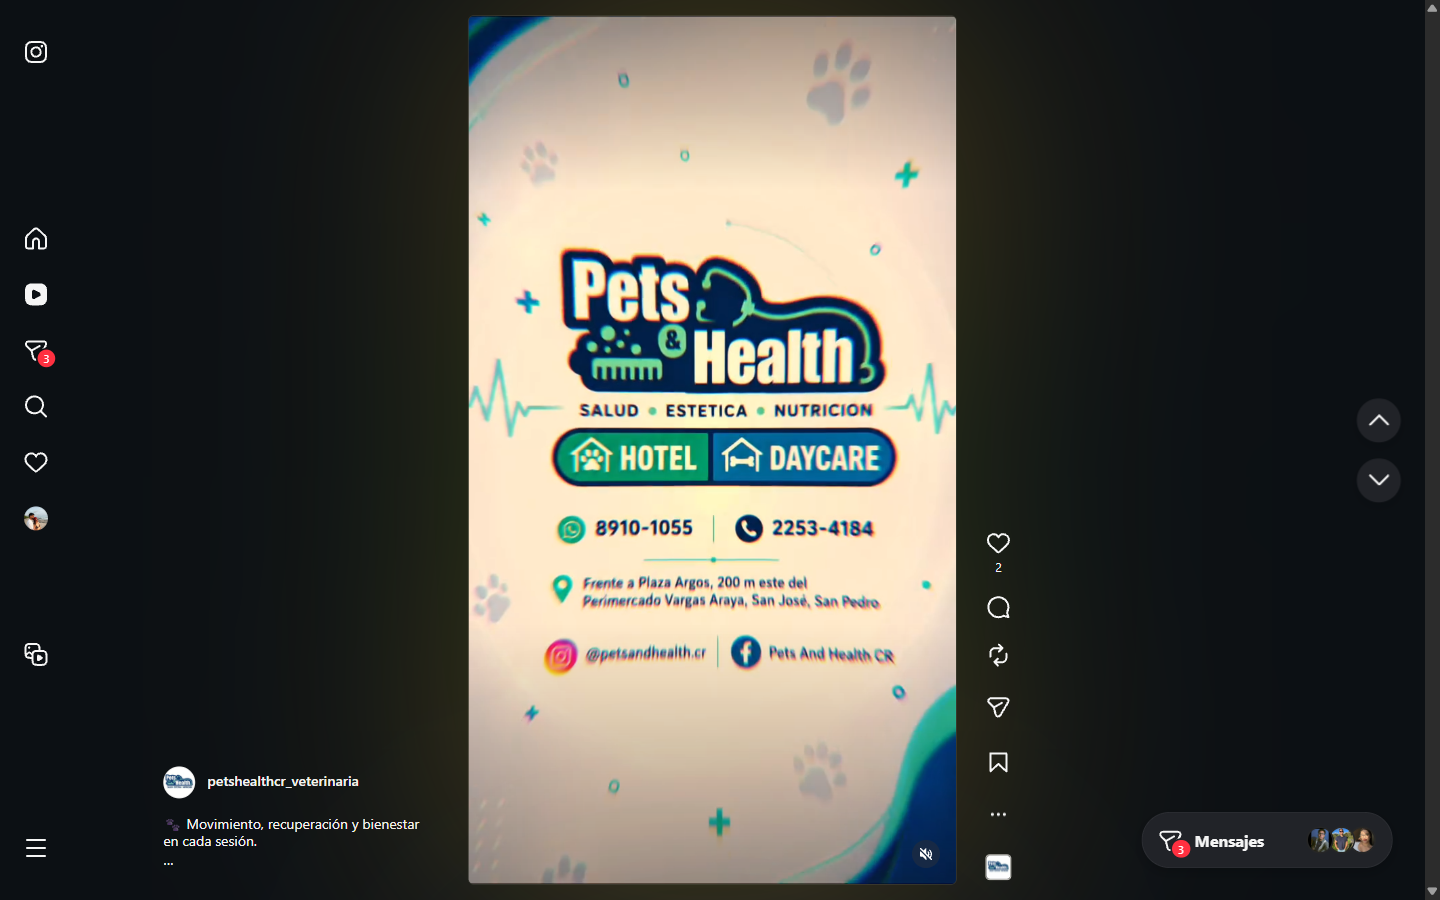 Pets
&
Health
SALUD • ESTETICA • NUTRICION
HOTEL
DAYCARE
8910-1055
2253-4184
Frente a Plaza Argos, 200 m este del
Perimercado Vargas Araya, San José, San Pedro
@petsandhealth.cr
Pets And Health CR
petshealthcr_veterinaria
Movimiento, recuperación y bienestar
en cada sesión.
...
3
2
3
Mensajes